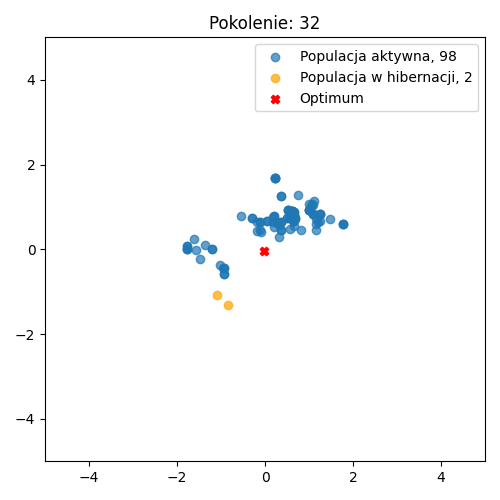 Pokolenie: 32
Populacja aktywna, 98
Populacja w hibernacji, 2
Optimum
4
2
0
−2
−4
−4 −2 0 2 4